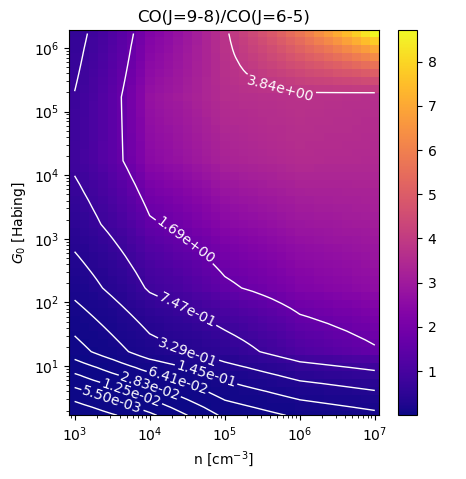 CO(J=9-8)/CO(J=6-5)
10⁶
10⁵
10⁴
10³
10²
10¹
G₀ [Habing]
3.84e+00
1.69e+00
7.47e-01
3.29e-01
1.45e-01
6.41e-02
2.83e-02
1.25e-02
5.50e-03
10³
10⁴
10⁵
10⁶
10⁷
n [cm⁻³]
8
7
6
5
4
3
2
1